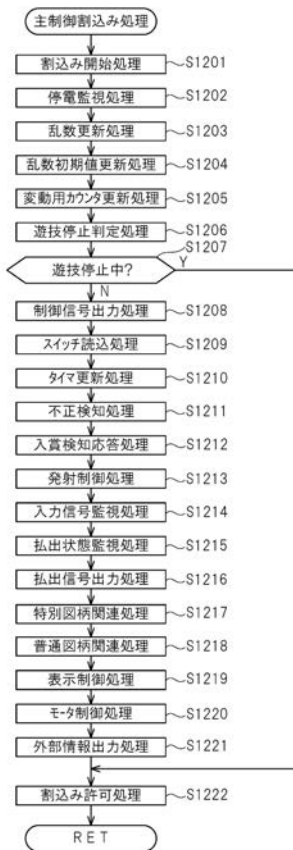 主制御割込み処理
割込み開始処理 S1201
停電監視処理 S1202
乱数更新処理 S1203
乱数初期値更新処理 S1204
変動用カウンタ更新処理 S1205
遊技停止判定処理 S1206
S1207
遊技停止中? Y
N
制御信号出力処理 S1208
スイッチ読込処理 S1209
タイマ更新処理 S1210
不正検知処理 S1211
入賞検知応答処理 S1212
発射制御処理 S1213
入力信号監視処理 S1214
払出状態監視処理 S1215
払出信号出力処理 S1216
特別図柄関連処理 S1217
普通図柄関連処理 S1218
表示制御処理 S1219
モータ制御処理 S1220
外部情報出力処理 S1221
割込み許可処理 S1222
RET